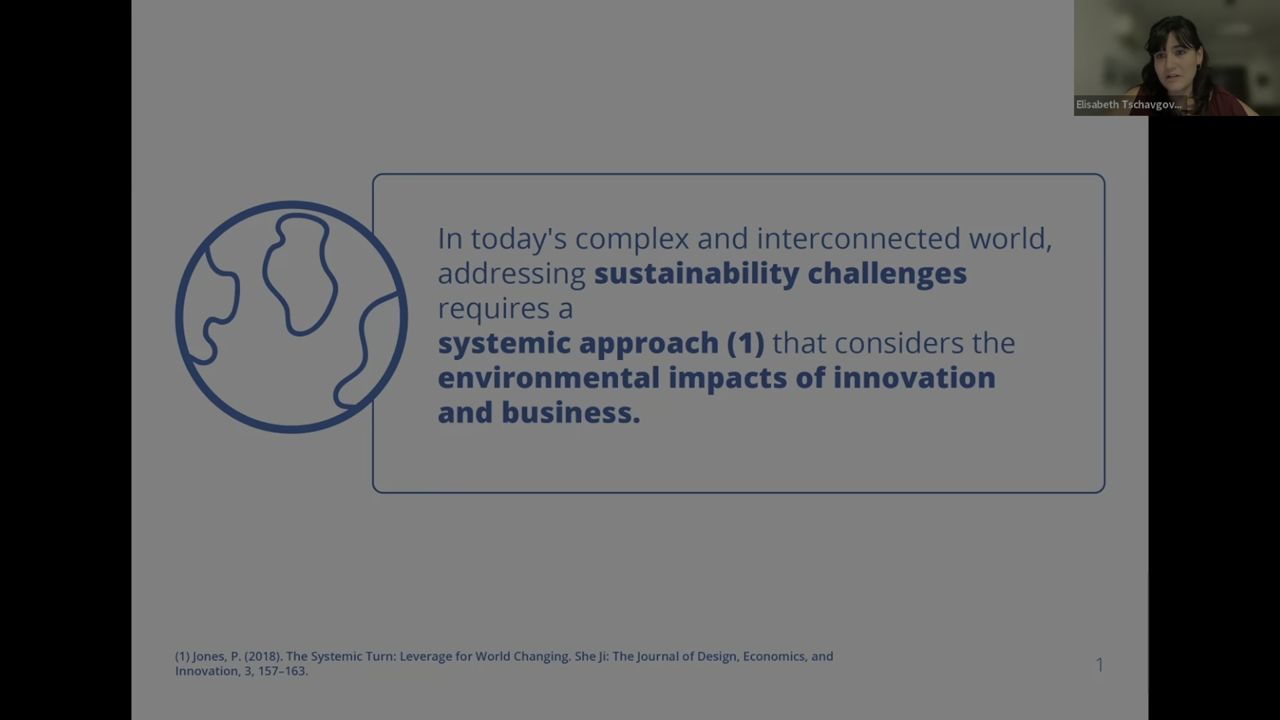 Elisabeth Tschavgov...
In today's complex and interconnected world,
addressing sustainability challenges
requires a
systemic approach (1) that considers the
environmental impacts of innovation
and business.
(1) Jones, P. (2018). The Systemic Turn: Leverage for World Changing. She Ji: The Journal of Design, Economics, and
Innovation, 3, 157–163.
1